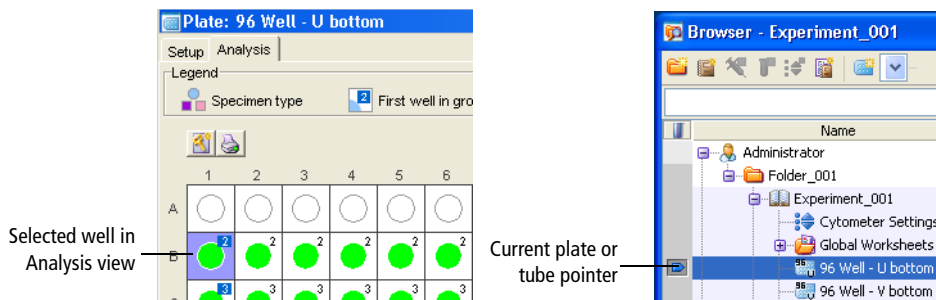 Plate: 96 Well - U bottom
Setup Analysis
Legend
Specimen type 2 First well in gro
1 2 3 4 5 6
A
Selected well in
Analysis view
B 2 2 2 2 2 2
3 3 3 3 3 3
Browser - Experiment_001
Name
Administrator
Folder_001
Experiment_001
Cytometer Settings
Global Worksheets
Current plate or
tube pointer
96 U 96 Well - U bottom
96 Well - V bottom